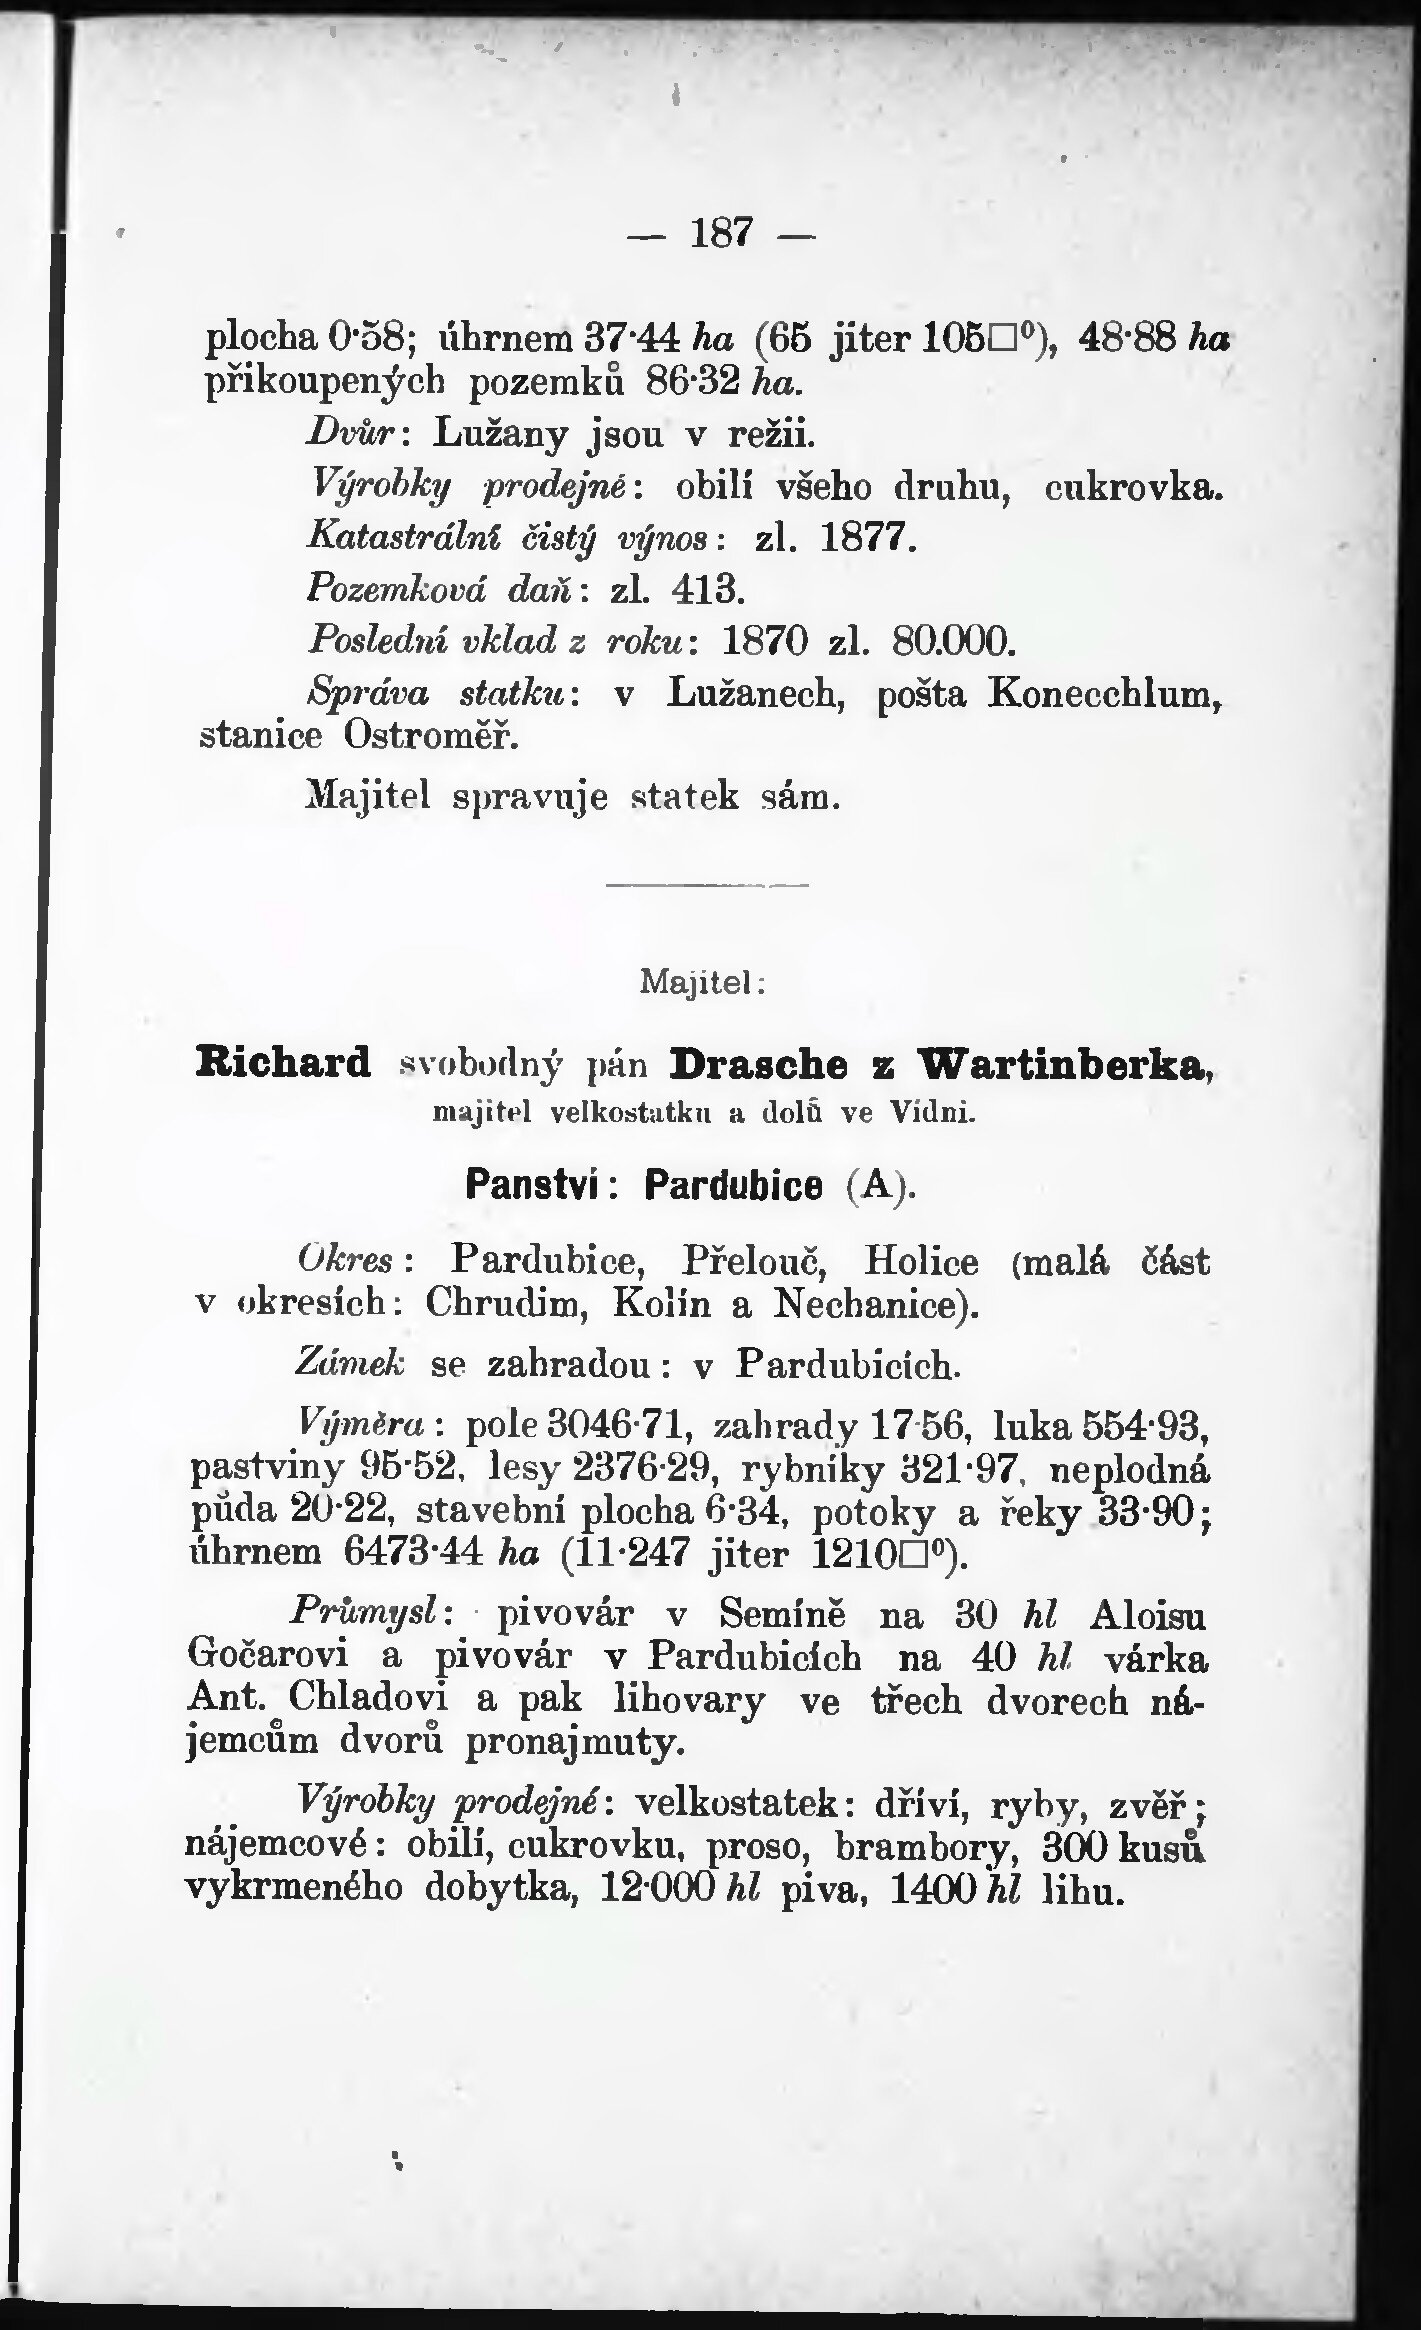 — 187 —
plocha 0·58; úhrnem 37·44 ha (65 jiter 105□⁰), 48·88 ha
přikoupených pozemků 86·32 ha.
Dvůr: Lužany jsou v režii.
Výrobky prodejné: obilí všeho druhu, cukrovka.
Katastrální čistý výnos: zl. 1877.
Pozemková daň: zl. 413.
Poslední vklad z roku: 1870 zl. 80.000.
Správa statku: v Lužanech, pošta Konecchlum,
stanice Ostroměř.
Majitel spravuje statek sám.
Majitel:
Richard svobodný pán Drasche z Wartinberka,
majitel velkostatku a dolů ve Vídni.
Panství: Pardubice (A).
Okres: Pardubice, Přelouč, Holice (malá část
v okresích: Chrudim, Kolín a Nechanice).
Zámek se zahradou: v Pardubicích.
Výměra: pole 3046·71, zahrady 17·56, luka 554·93,
pastviny 95·52, lesy 2376·29, rybníky 321·97, neplodná
půda 20·22, stavební plocha 6·34, potoky a řeky 33·90;
úhrnem 6473·44 ha (11·247 jiter 1210□⁰).
Průmysl: pivovár v Semíně na 30 hl Aloisu
Gočarovi a pivovár v Pardubicích na 40 hl várka
Ant. Chladovi a pak lihovary ve třech dvorech ná-
jemcům dvorů pronajmuty.
Výrobky prodejné: velkostatek: dříví, ryby, zvěř;
nájemcové: obilí, cukrovku, proso, brambory, 300 kusů
vykrmeného dobytka, 12·000 hl piva, 1400 hl lihu.